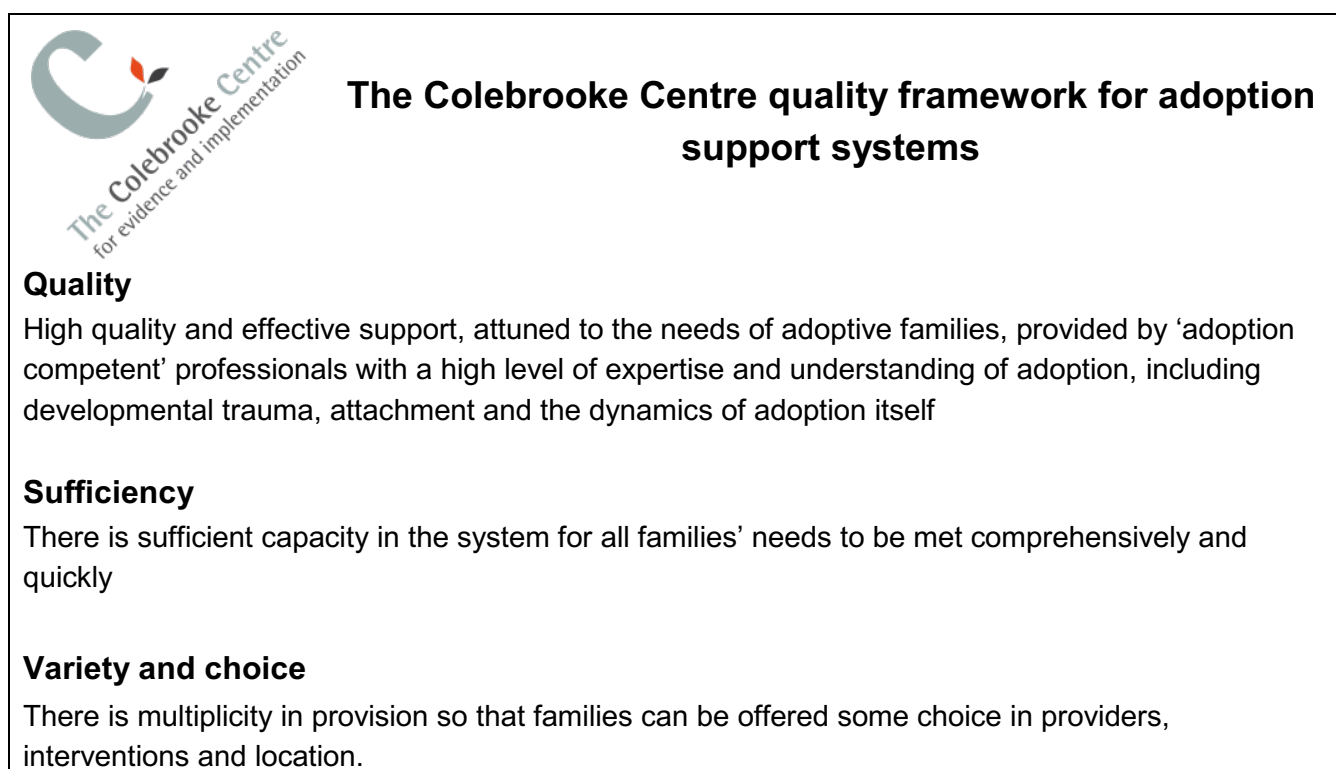 The Colebrooke Centre
for evidence and implementation
The Colebrooke Centre quality framework for adoption
support systems
Quality
High quality and effective support, attuned to the needs of adoptive families, provided by ‘adoption
competent’ professionals with a high level of expertise and understanding of adoption, including
developmental trauma, attachment and the dynamics of adoption itself
Sufficiency
There is sufficient capacity in the system for all families’ needs to be met comprehensively and
quickly
Variety and choice
There is multiplicity in provision so that families can be offered some choice in providers,
interventions and location.